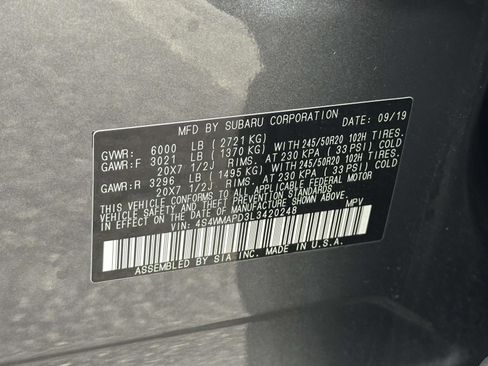 MFD BY SUBARU CORPORATION DATE: 09/19
GVWR: 6000 LB (2721 KG)
GAWR:F 3021 LB (1370 KG) WITH 245/50R20 102H TIRES.
20X7 1/2J RIMS. AT 230 KPA ( 33 PSI) COLD
GAWR:R 3296 LB (1495 KG) WITH 245/50R20 102H TIRES.
20X7 1/2J RIMS. AT 230 KPA ( 33 PSI) COLD
THIS VEHICLE CONFORMS TO ALL APPLICABLE FEDERAL MOTOR
VEHICLE SAFETY STANDARDS IN EFFECT ON THE
DATE OF MANUFACTURE SHOWN ABOVE.
VIN: 4S4WMAPD3L3420248 MPV
ASSEMBLED BY SIA INC. MADE IN U.S.A.